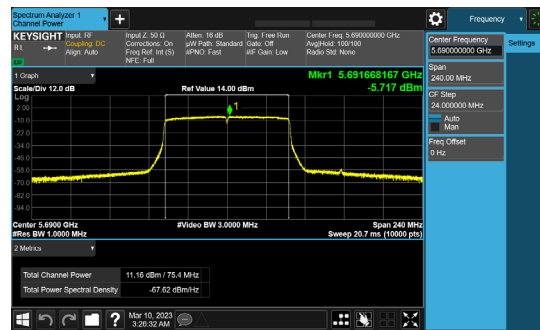 Spectrum Analyzer 1
Channel Power
Frequency
KEYSIGHT
RL
Input: RF
Coupling: DC
Align: Auto
Input Z: 50 Ω
Corrections: On
Freq Ref: Int (S)
NFE: Full
Atten: 16 dB
µW Path: Standard
#PNO: Fast
Trig: Free Run
Gate: Off
#IF Gain: Low
Center Freq: 5.690000000 GHz
Avg|Hold: 100/100
Radio Std: None
LW
Center Frequency
5.690000000 GHz
Settings
Span
240.00 MHz
CF Step
24.000000 MHz
Auto
Man
Freq Offset
0 Hz
1 Graph
Mkr1 5.691668167 GHz
Scale/Div 12.0 dB
Ref Value 14.00 dBm
-5.717 dBm
Log
2.00
-10.0
-22.0
-34.0
-46.0
-58.0
-70.0
-82.0
-94.0
1
Center 5.6900 GHz
#Video BW 3.0000 MHz
Span 240 MHz
#Res BW 1.0000 MHz
Sweep 20.7 ms (10000 pts)
2 Metrics
Total Channel Power 11.16 dBm / 75.4 MHz
Total Power Spectral Density -67.62 dBm/Hz
?
Mar 10, 2023
3:26:32 AM